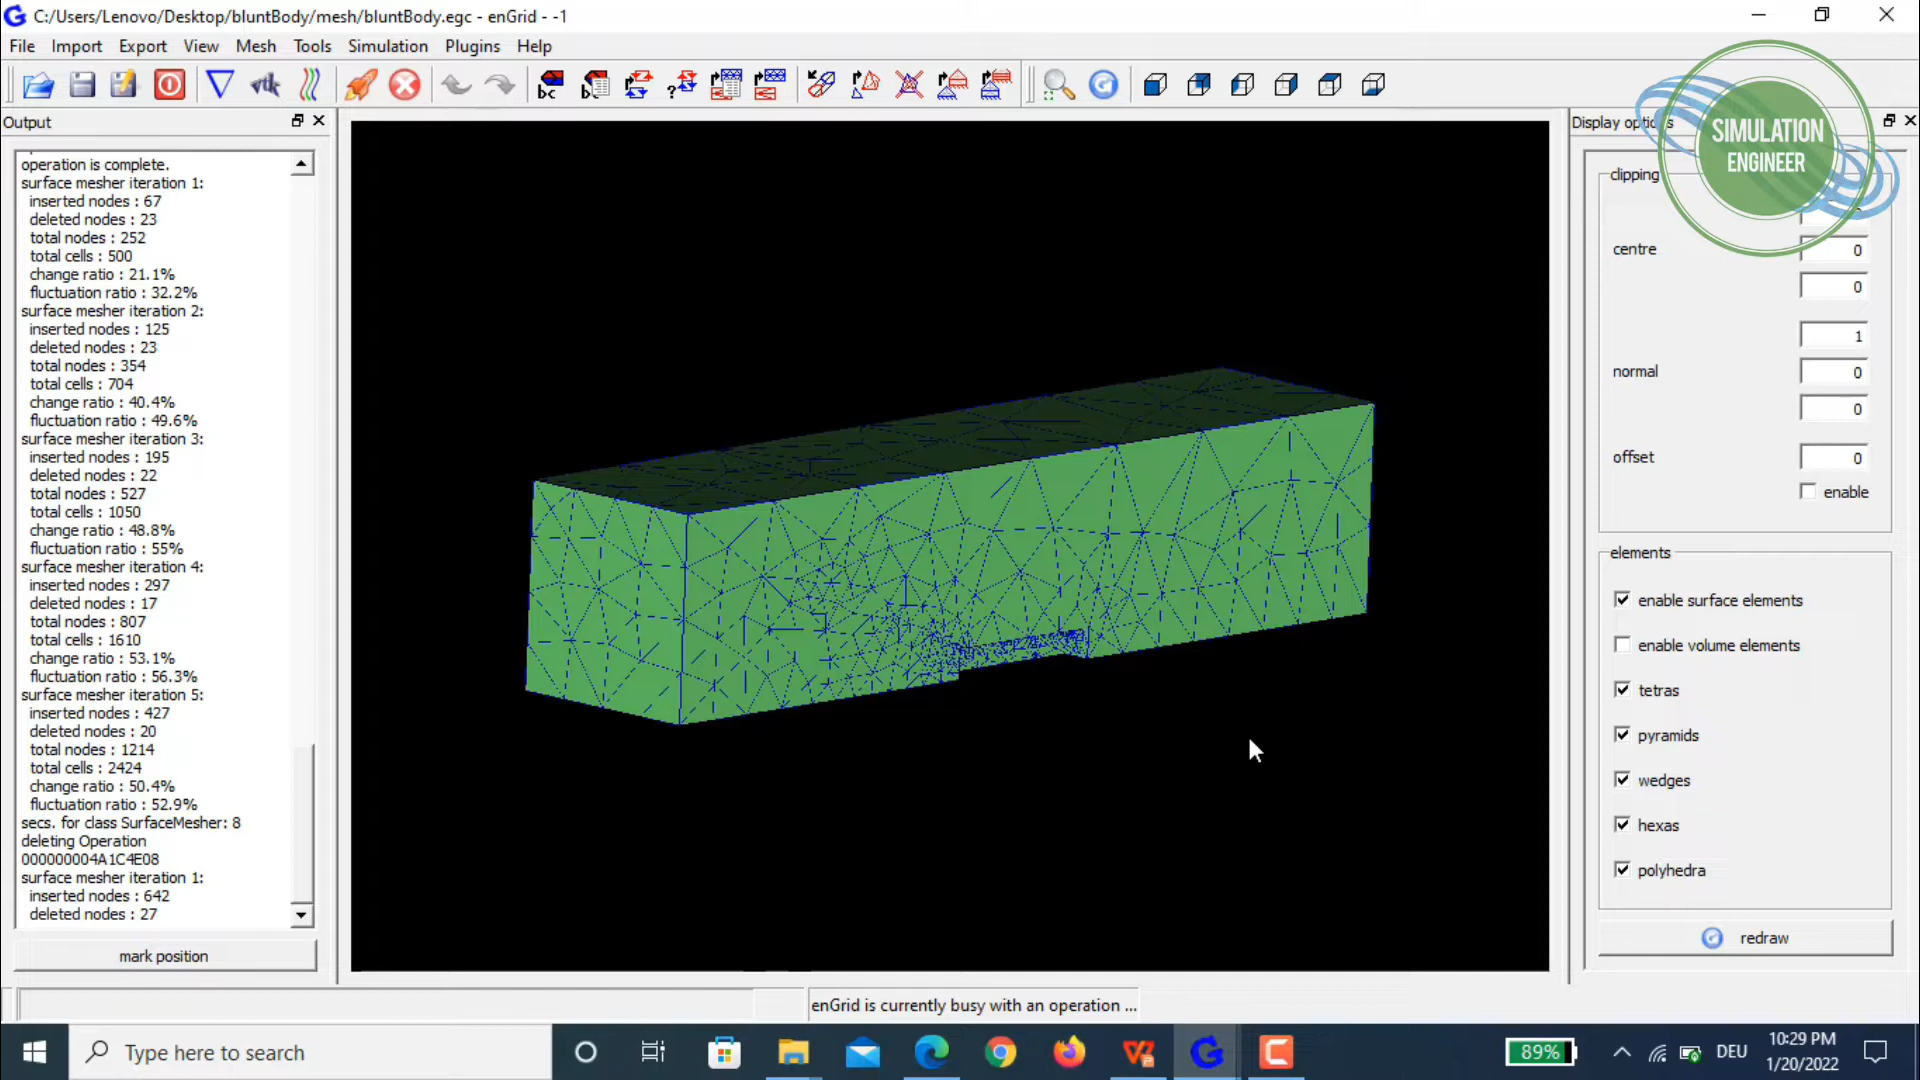 C:/Users/Lenovo/Desktop/bluntBody/mesh/bluntBody.egc - enGrid - -1
File Import Export View Mesh Tools Simulation Plugins Help
vtk bc bc
Output
operation is complete.
surface mesher iteration 1:
inserted nodes : 67
deleted nodes : 23
total nodes : 252
total cells : 500
change ratio : 21.1%
fluctuation ratio : 32.2%
surface mesher iteration 2:
inserted nodes : 125
deleted nodes : 23
total nodes : 354
total cells : 704
change ratio : 40.4%
fluctuation ratio : 49.6%
surface mesher iteration 3:
inserted nodes : 195
deleted nodes : 22
total nodes : 527
total cells : 1050
change ratio : 48.8%
fluctuation ratio : 55%
surface mesher iteration 4:
inserted nodes : 297
deleted nodes : 17
total nodes : 807
total cells : 1610
change ratio : 53.1%
fluctuation ratio : 56.3%
surface mesher iteration 5:
inserted nodes : 427
deleted nodes : 20
total nodes : 1214
total cells : 2424
change ratio : 50.4%
fluctuation ratio : 52.9%
secs. for class SurfaceMesher: 8
deleting Operation
000000004A1C4E08
surface mesher iteration 1:
inserted nodes : 642
deleted nodes : 27
mark position
enGrid is currently busy with an operation ...
Display options
SIMULATION
ENGINEER
clipping
centre 0
0
1
normal 0
0
offset 0
enable
elements
enable surface elements
enable volume elements
tetras
pyramids
wedges
hexas
polyhedra
redraw
Type here to search
89%
DEU
10:29 PM
1/20/2022